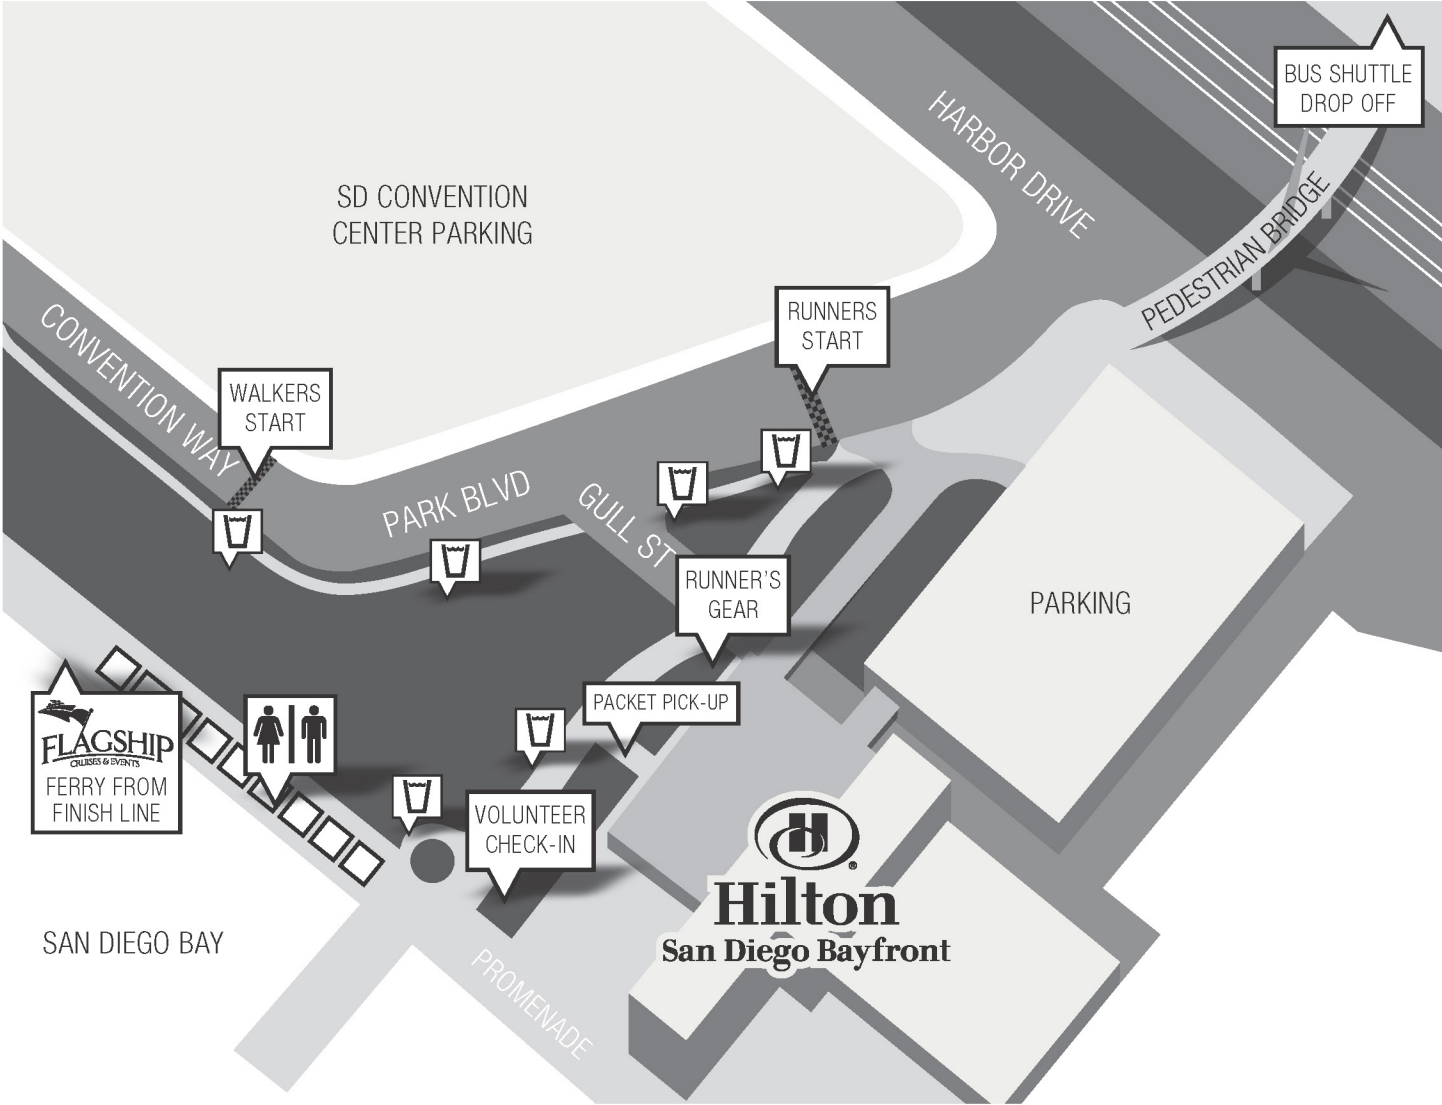 BUS SHUTTLE
DROP OFF
HARBOR DRIVE
PEDESTRIAN BRIDGE
SD CONVENTION
CENTER PARKING
RUNNERS
START
CONVENTION WAY
WALKERS
START
PARK BLVD
GULL ST
RUNNER'S
GEAR
PARKING
PACKET PICK-UP
FLAGSHIP
CRUISES & EVENTS
FERRY FROM
FINISH LINE
VOLUNTEER
CHECK-IN
H
Hilton
San Diego Bayfront
SAN DIEGO BAY
PROMENADE